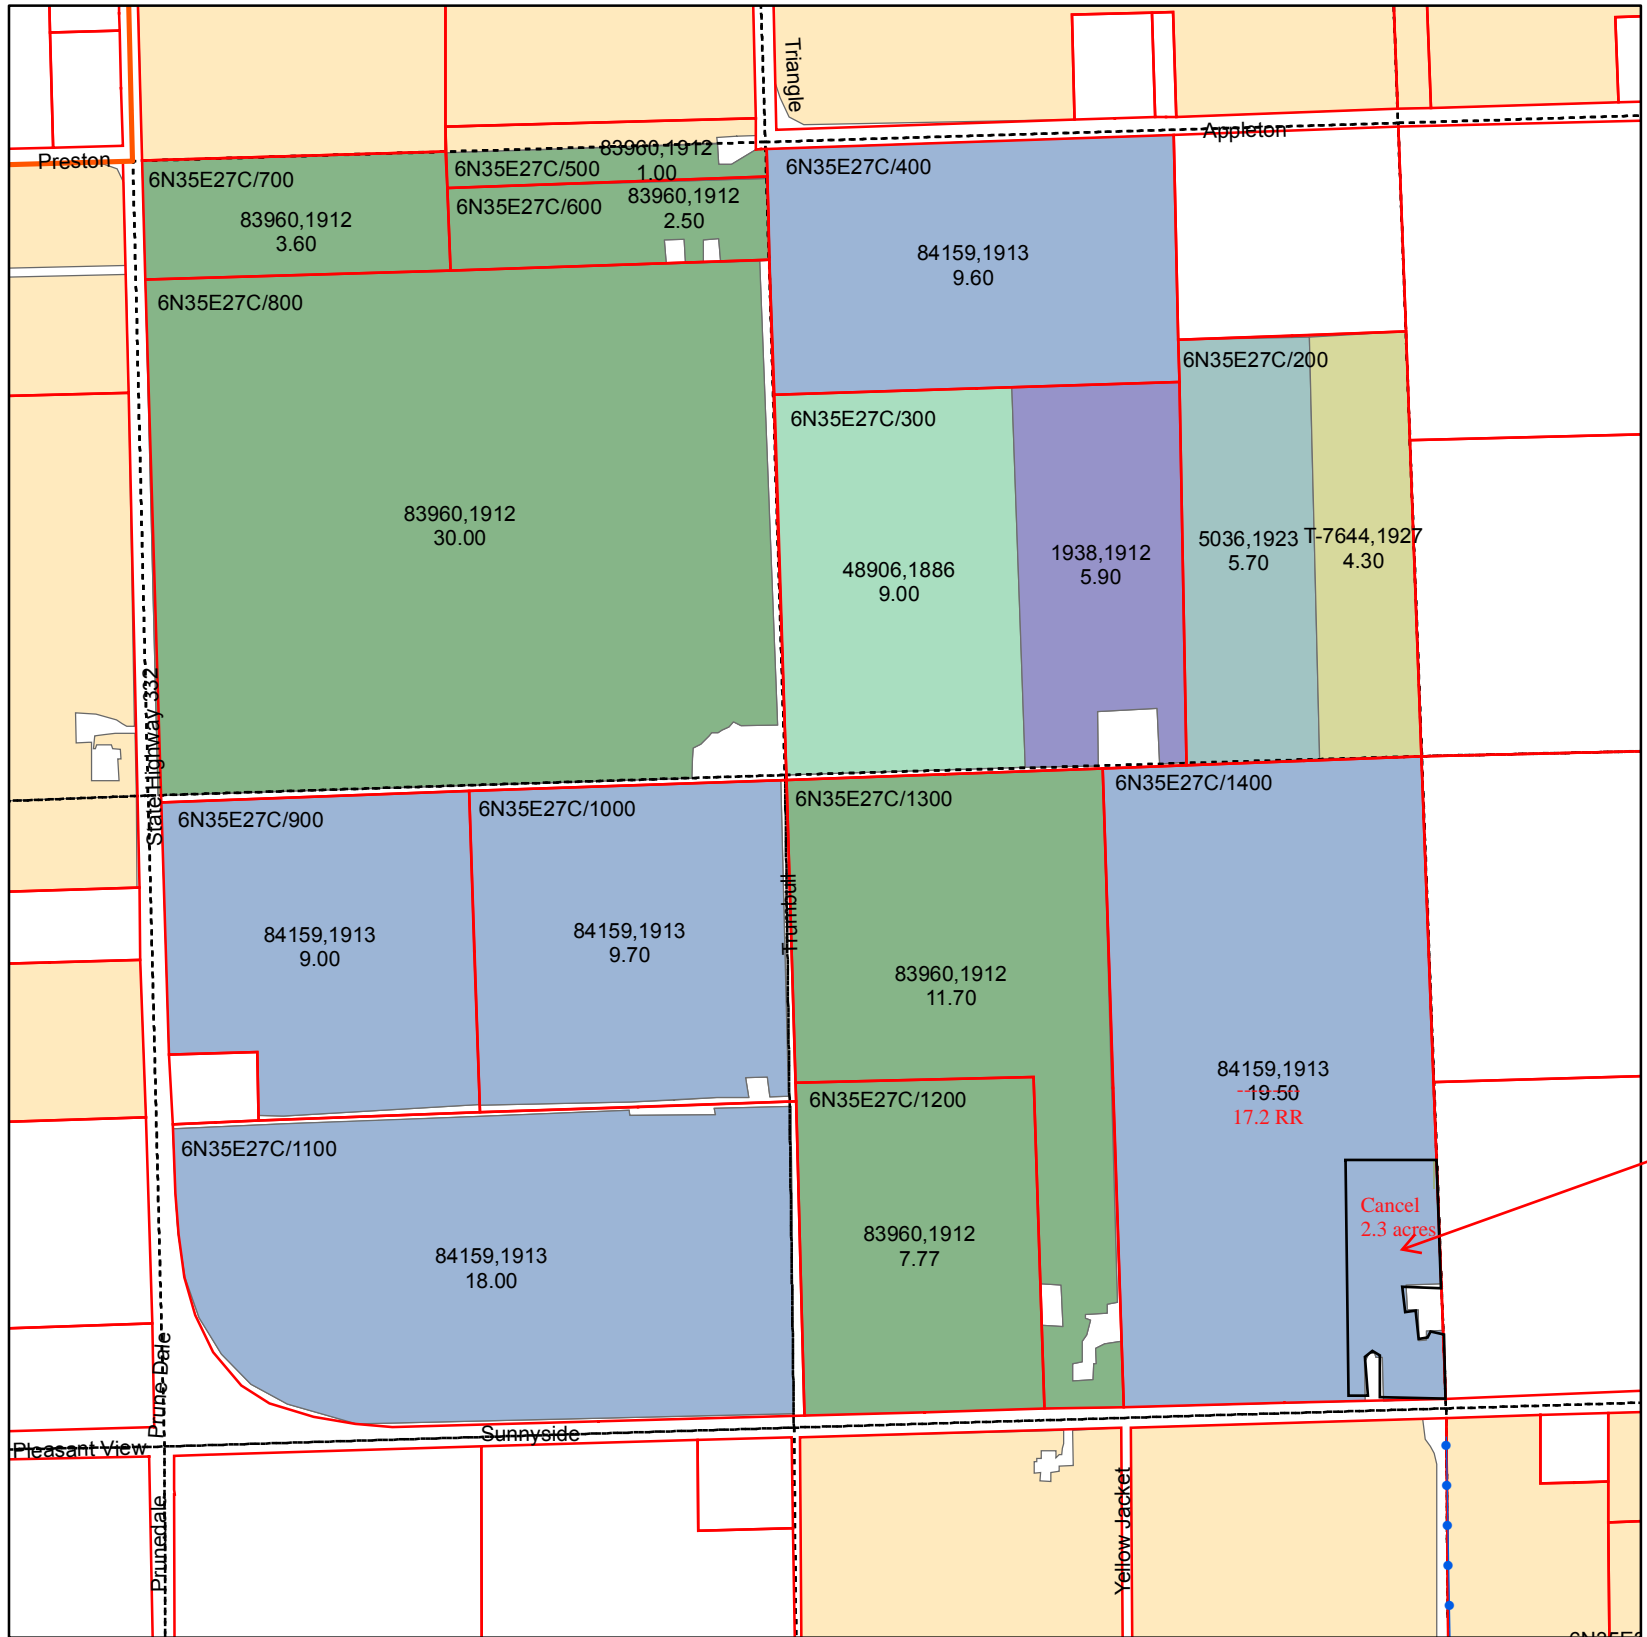 Triangle
Appleton
Preston
6N35E27C/700
83960,1912
3.60
6N35E27C/500
83960,1912
1.00
6N35E27C/600
83960,1912
2.50
6N35E27C/400
84159,1913
9.60
6N35E27C/800
83960,1912
30.00
6N35E27C/300
48906,1886
9.00
1938,1912
5.90
6N35E27C/200
5036,1923
5.70
T-7644,1927
4.30
State Highway 332
6N35E27C/900
84159,1913
9.00
6N35E27C/1000
84159,1913
9.70
Trumbull
6N35E27C/1300
83960,1912
11.70
6N35E27C/1400
84159,1913
19.50
17.2 RR
Cancel
2.3 acres
6N35E27C/1100
84159,1913
18.00
6N35E27C/1200
83960,1912
7.77
Prune Dale
Pleasant View
Sunnyside
Prunedale
Yellow Jacket